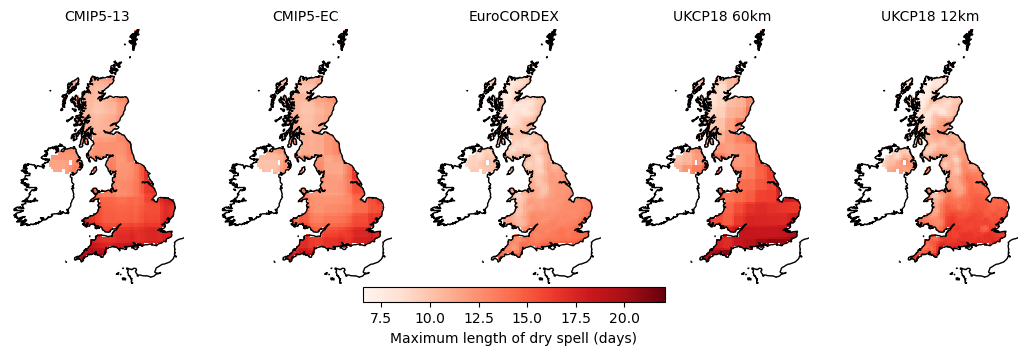 CMIP5-13
CMIP5-EC
EuroCORDEX
UKCP18 60km
UKCP18 12km
7.5 10.0 12.5 15.0 17.5 20.0
Maximum length of dry spell (days)